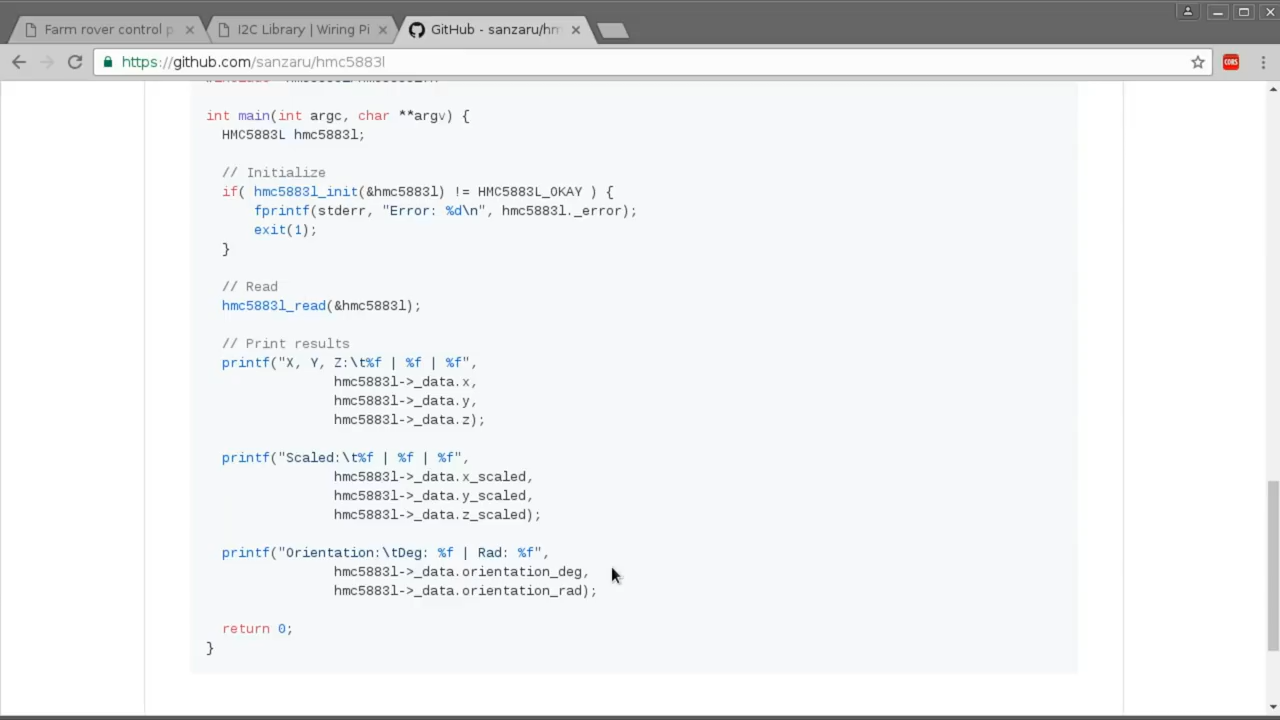 Farm rover control p
I2C Library | Wiring Pi
GitHub - sanzaru/hm
https://github.com/sanzaru/hmc5883l
CORS
int main(int argc, char **argv) {
HMC5883L hmc5883l;
// Initialize
if( hmc5883l_init(&hmc5883l) != HMC5883L_OKAY ) {
fprintf(stderr, "Error: %d\n", hmc5883l._error);
exit(1);
}
// Read
hmc5883l_read(&hmc5883l);
// Print results
printf("X, Y, Z:\t%f | %f | %f",
hmc5883l->_data.x,
hmc5883l->_data.y,
hmc5883l->_data.z);
printf("Scaled:\t%f | %f | %f",
hmc5883l->_data.x_scaled,
hmc5883l->_data.y_scaled,
hmc5883l->_data.z_scaled);
printf("Orientation:\tDeg: %f | Rad: %f",
hmc5883l->_data.orientation_deg,
hmc5883l->_data.orientation_rad);
return 0;
}